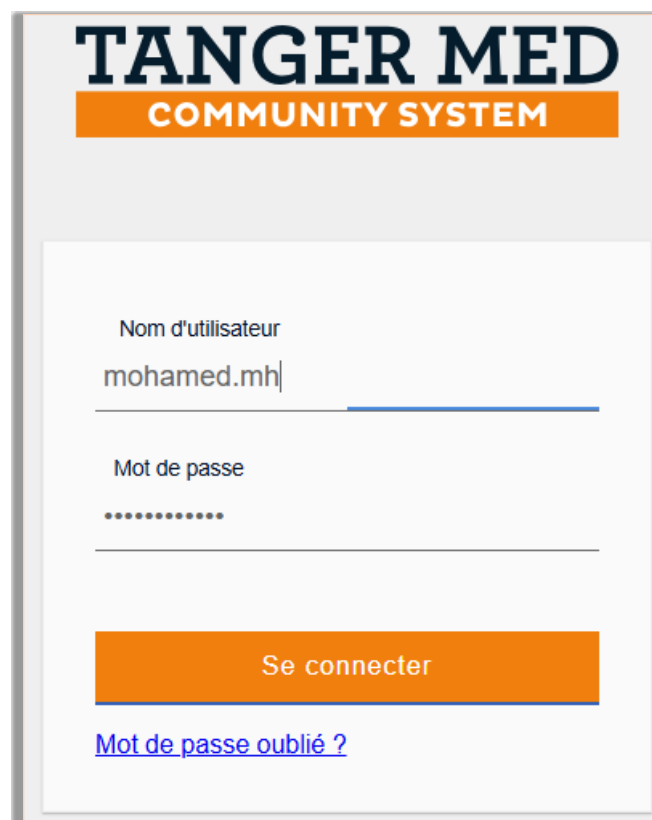 TANGER MED
COMMUNITY SYSTEM
Nom d'utilisateur
mohamed.mh
Mot de passe
••••••••••••
Se connecter
Mot de passe oublié ?